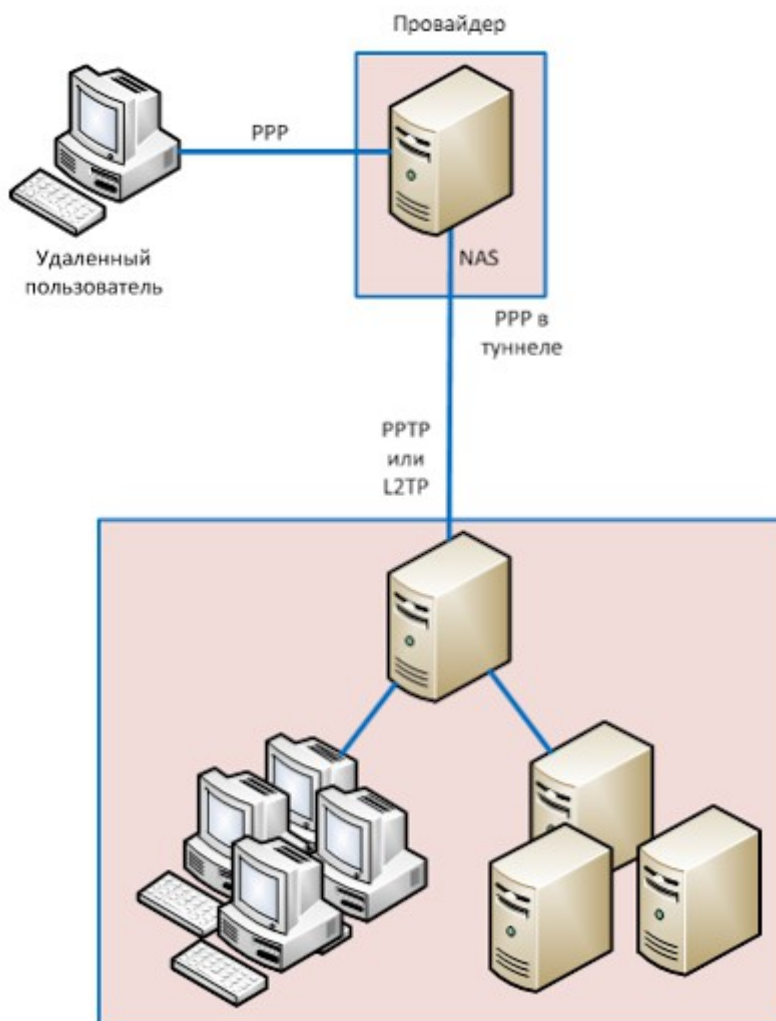 Провайдер
PPP
Удаленный
пользователь
NAS
PPP в
туннеле
PPTP
или
L2TP